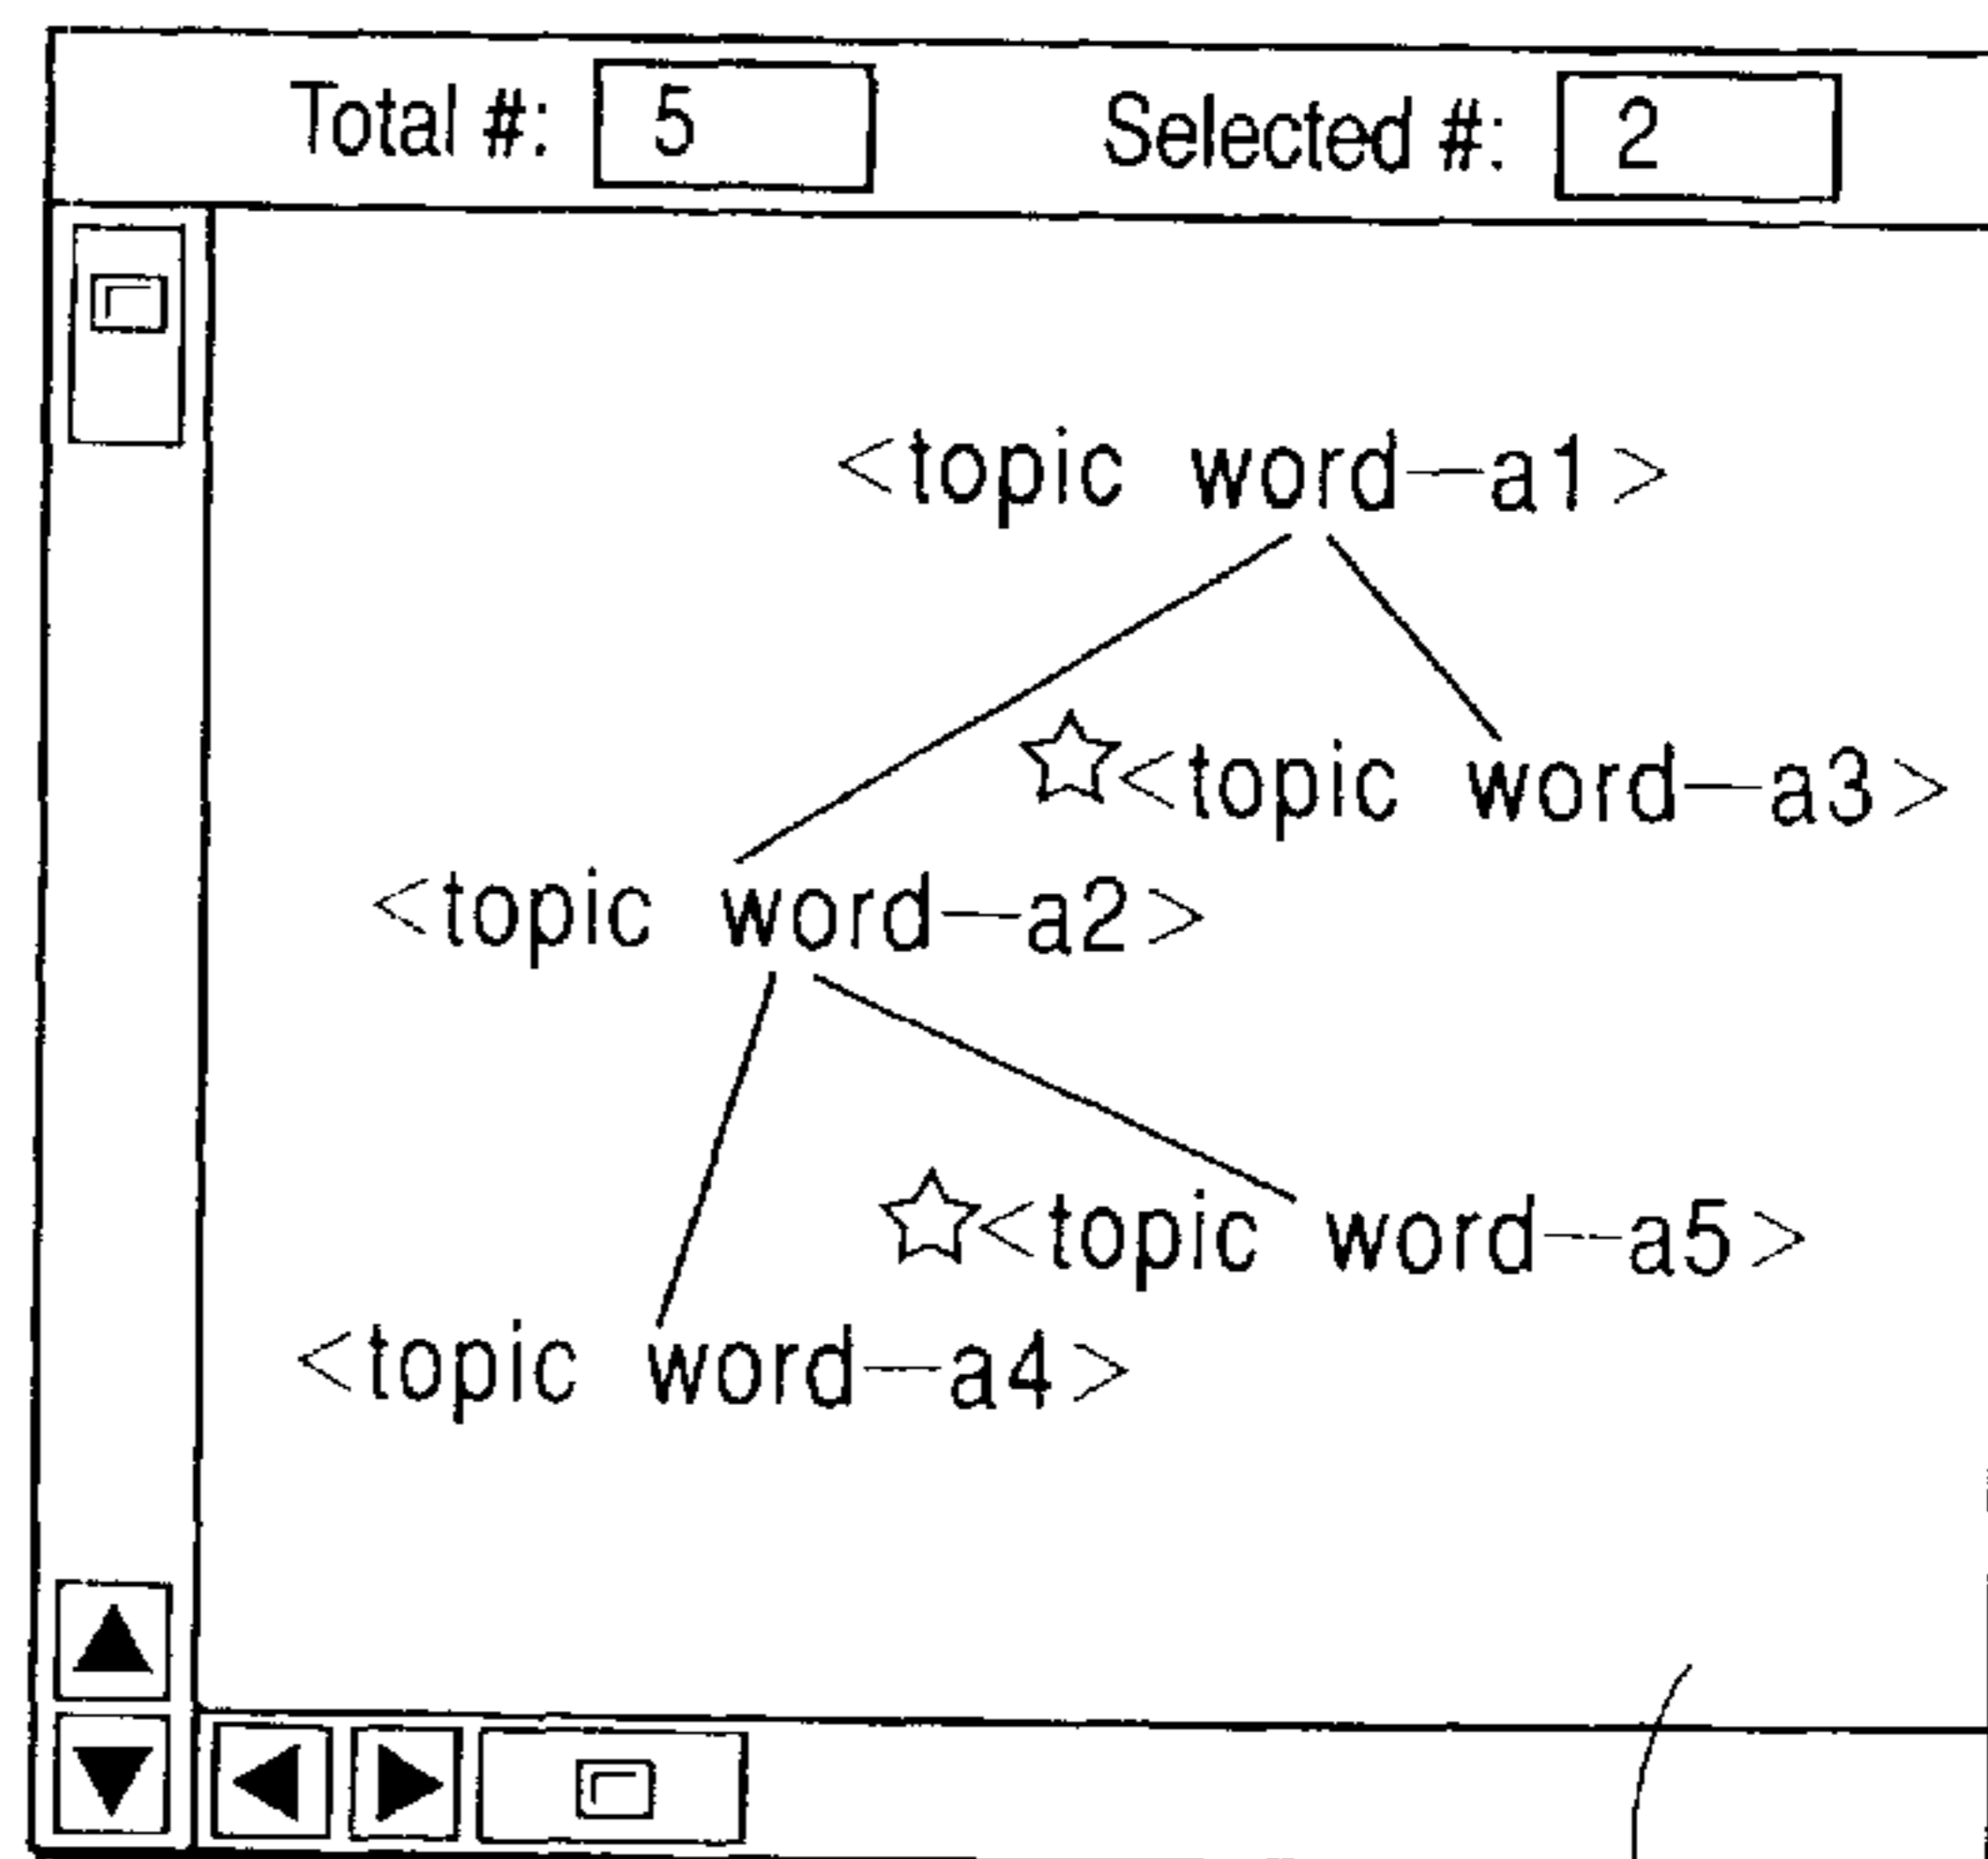 Total #: 5 Selected #: 2
<topic word—a1>
☆<topic word—a3>
<topic word—a2>
☆<topic word—a5>
<topic word—a4>